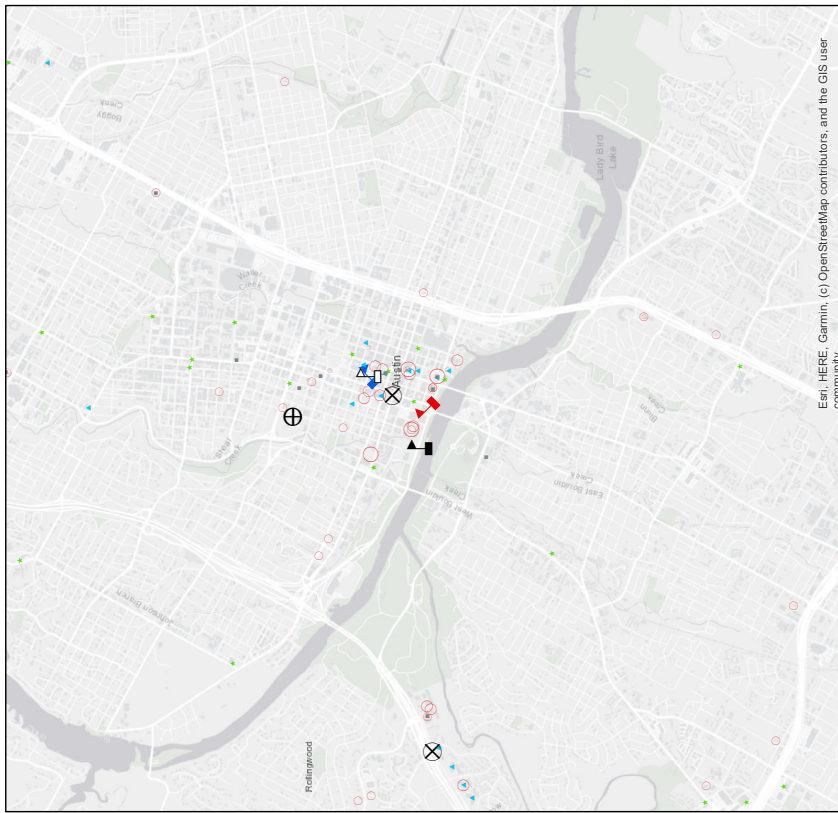 Boggy
Creek
Waller
Creek
Lady Bird
Lake
Shoal
Creek
Austin
Johnson Branch
West Bouldin
Creek
East Bouldin
Creek
Blunn
Creek
Rollingwood
Esri, HERE, Garmin, (c) OpenStreetMap contributors, and the GIS user
community